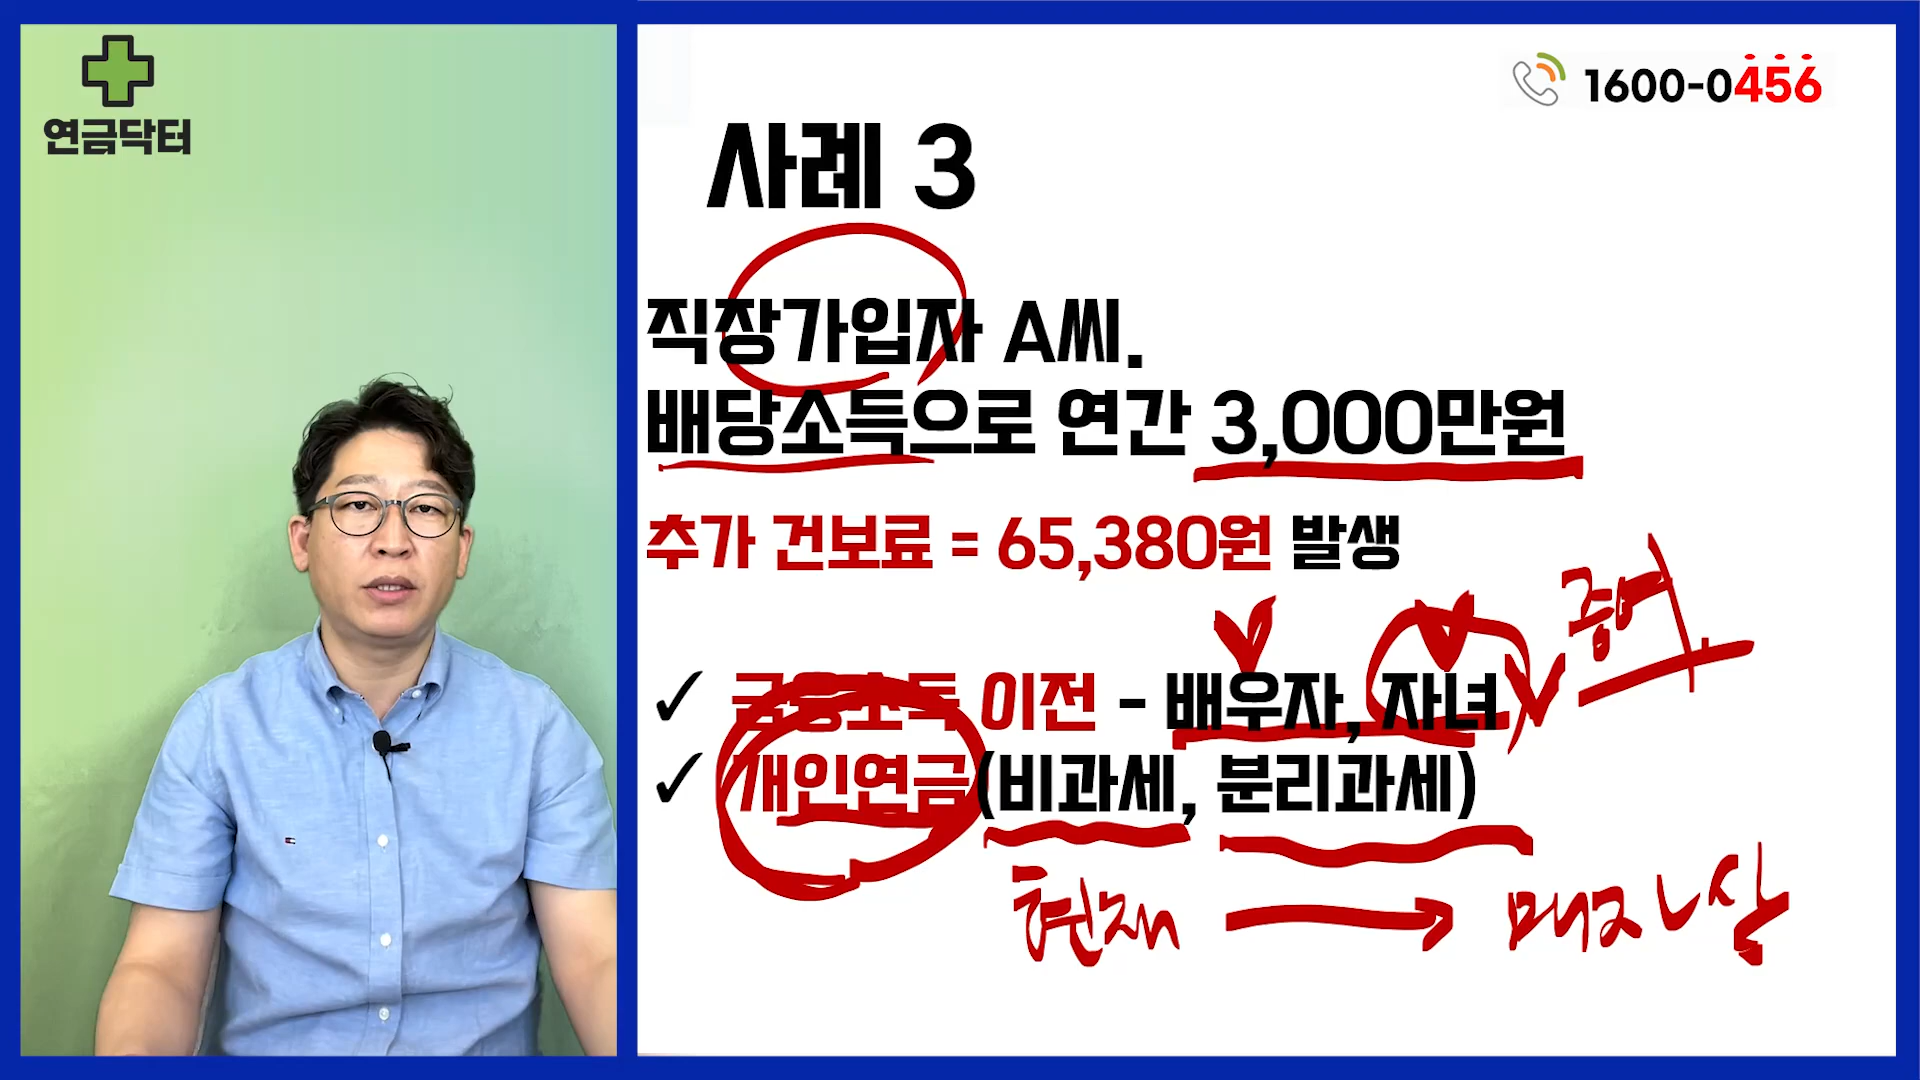 연금닥터
1600-0456
사례 3
직장가입자 A씨.
배당소득으로 연간 3,000만원
추가 건보료 = 65,380원 발생
증여
✓ 금융소득 이전 - 배우자, 자녀
✓ 개인연금(비과세, 분리과세)
현재 →